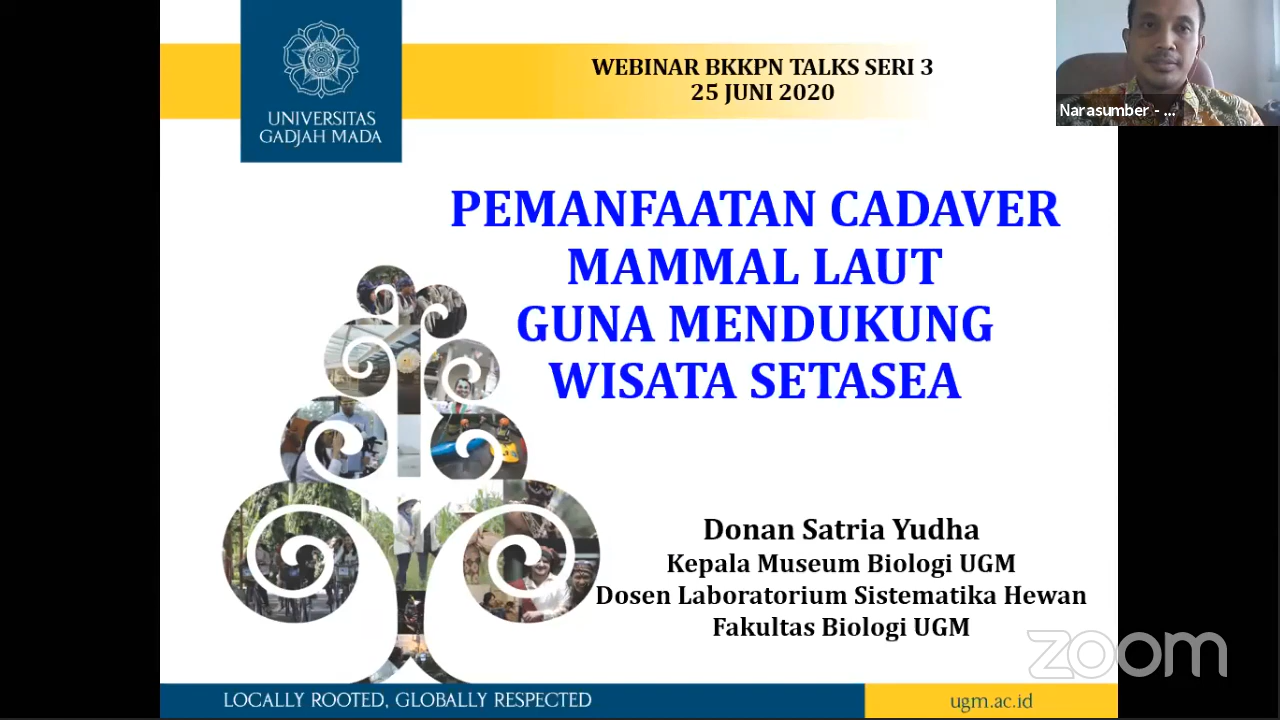 UNIVERSITAS
GADJAH MADA
WEBINAR BKKPN TALKS SERI 3
25 JUNI 2020
Narasumber - ...
PEMANFAATAN CADAVER
MAMMAL LAUT
GUNA MENDUKUNG
WISATA SETASEA
Donan Satria Yudha
Kepala Museum Biologi UGM
Dosen Laboratorium Sistematika Hewan
Fakultas Biologi UGM
zoom
LOCALLY ROOTED, GLOBALLY RESPECTED
ugm.ac.id